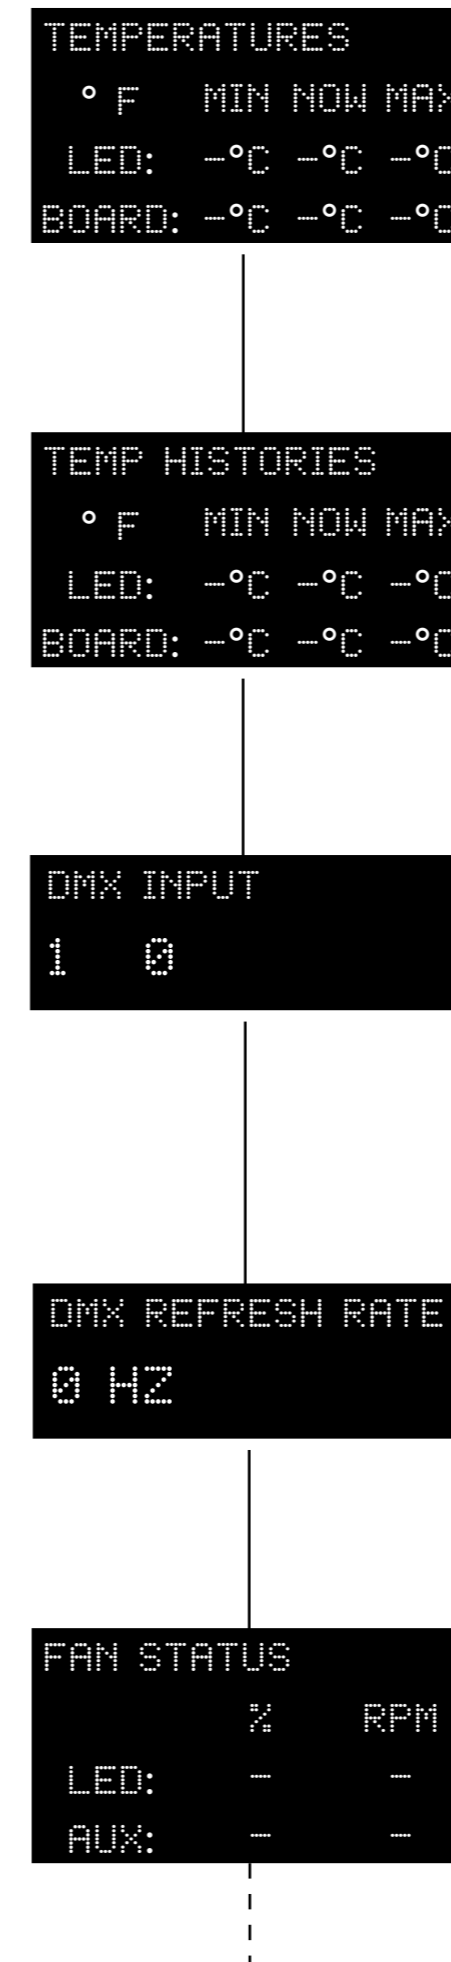 TEMPERATURES
° F MIN NOW MAX
LED: -°C -°C -°C
BOARD: -°C -°C -°C
TEMP HISTORIES
° F MIN NOW MAX
LED: -°C -°C -°C
BOARD: -°C -°C -°C
DMX INPUT
1 0
DMX REFRESH RATE
0 HZ
FAN STATUS
% RPM
LED: - -
AUX: - -